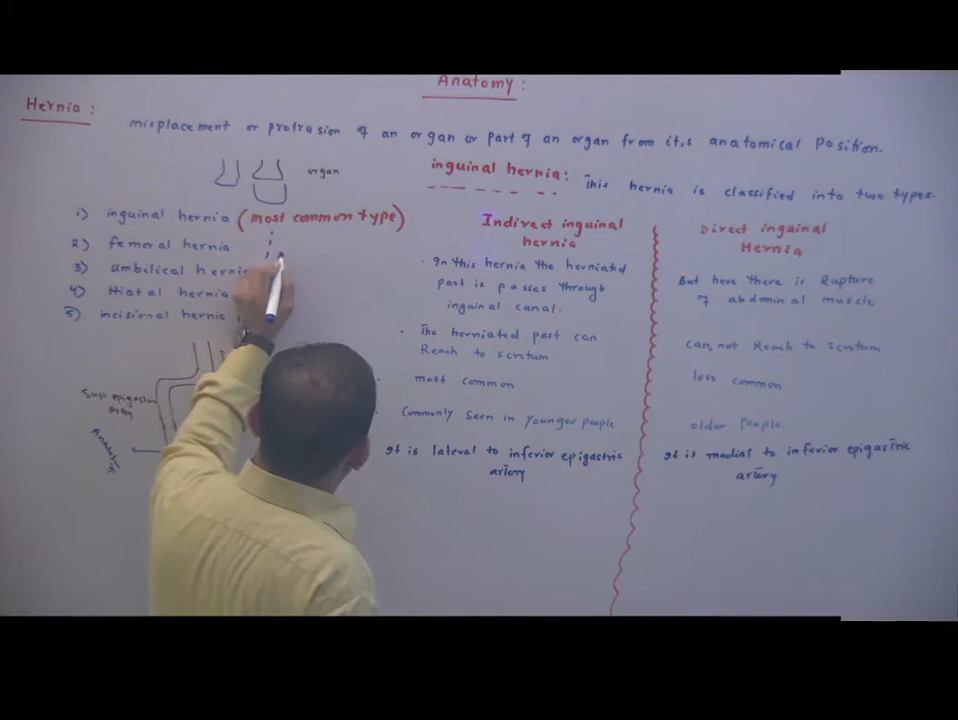 Anatomy :
Hernia :
misplacement or protrusion of an organ or part of an organ from it,s anatomical Position.
organ
inguinal hernia : This hernia is classified into two types.
1) inguinal hernia (most common type)
2) femoral hernia
3) umbilical hernia
4) Hiatal hernia
5) incisional hernia
Sup. epigastric
artery
Indirect inguinal
hernia
. In this hernia the herniated
part is passes through
inguinal canal.
. The herniated part can
Reach to scrotum
most common
Commonly seen in younger people
It is lateral to inferior epigastric
artery
Direct inguinal
Hernia
. But here there is Rupture
of abdominal muscle
can, not Reach to scrotum.
less common
older People.
It is medial to inferior epigastric
artery